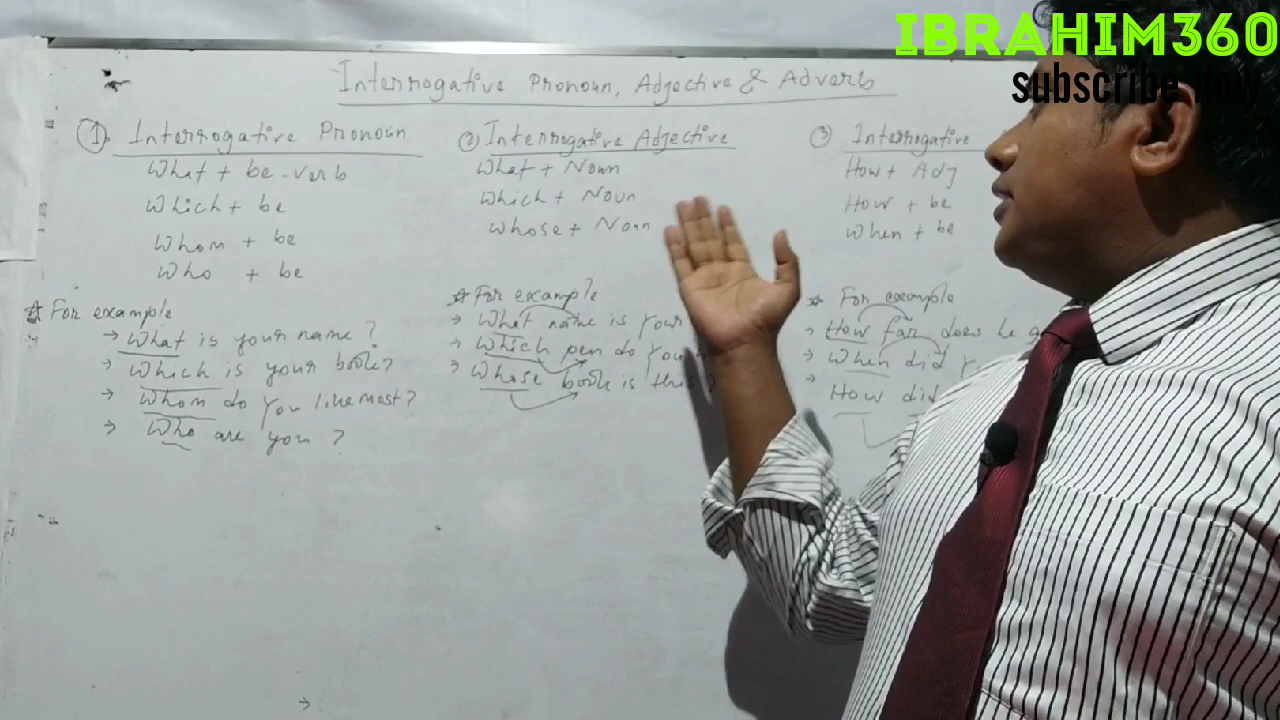 IBRAHIM360
subscribe now
Interrogative Pronoun, Adjective & Adverb
1. Interrogative Pronoun
What + be-verb
Which + be
Whom + be
Who + be
For example
→ What is your name?
→ Which is your book?
→ Whom do you like most?
→ Who are you?
2 Interrogative Adjective
What + Noun
Which + Noun
Whose + Noun
For example
→ What name is your
→ Which pen do you
→ Whose book is this?
3 Interrogative
How + Adj
How + be
When + be
For example
→ How far does he
→ When did
→ How did